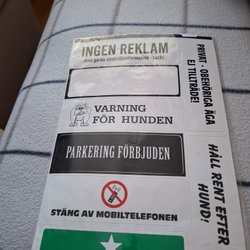 INGEN REKLAM
VARNING
FÖR HUNDEN
PARKERING FÖRBJUDEN
STÄNG AV MOBILTELEFONEN
PRIVAT - OBEHÖRIGA ÄGA
EJ TILLTRÄDE!
HÅLL RENT EFTER
HUND!